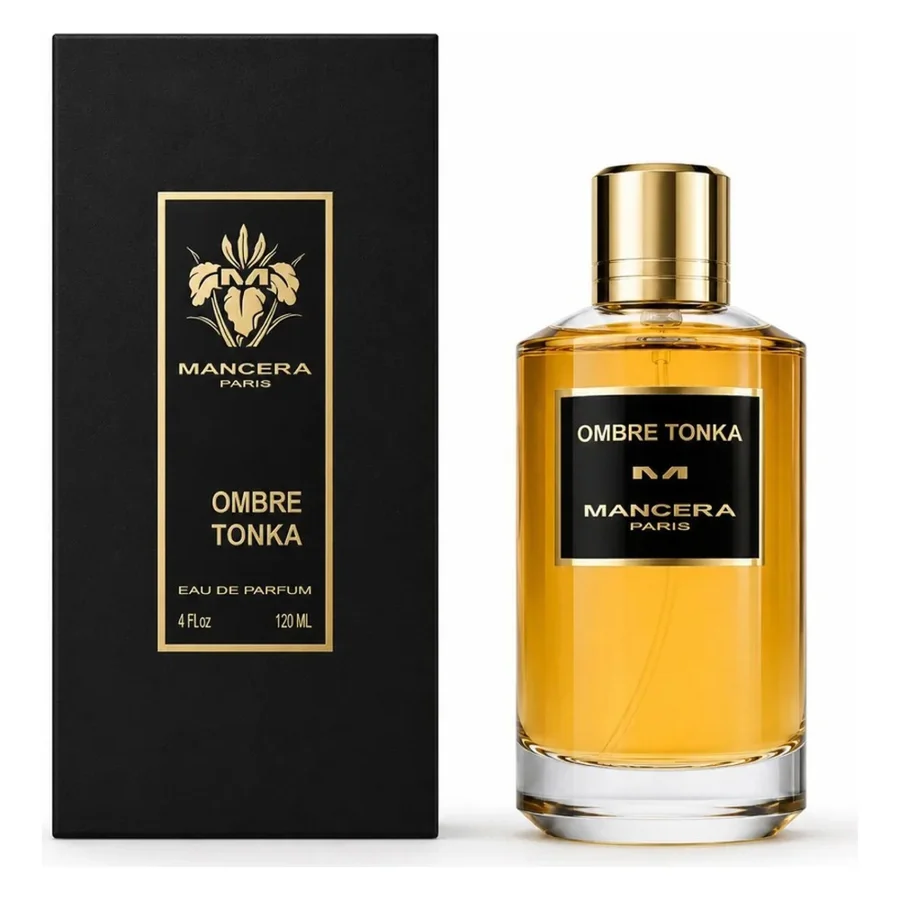 M
MANCERA
PARIS
OMBRE
TONKA
EAU DE PARFUM
4 FLoz 120 ML
OMBRE TONKA
M
MANCERA
PARIS